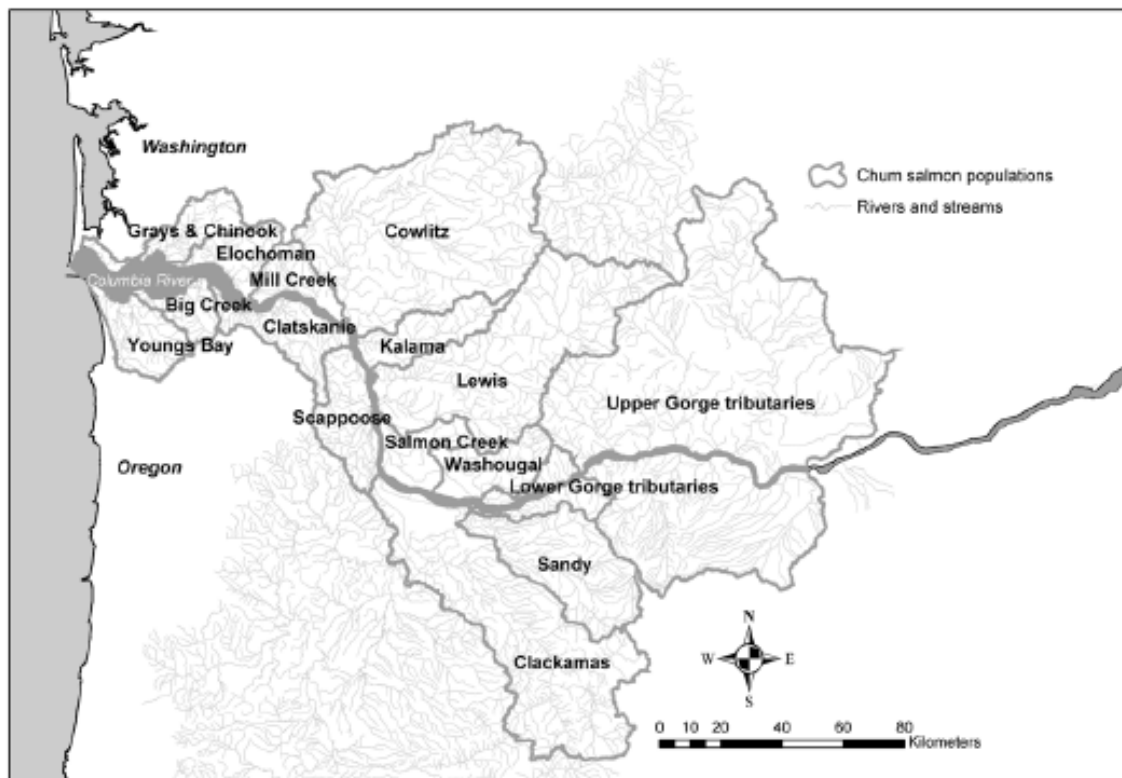 Washington
Chum salmon populations
Rivers and streams
Grays & Chinook
Cowlitz
Elochoman
Columbia River
Mill Creek
Big Creek
Clatskanie
Youngs Bay
Kalama
Lewis
Upper Gorge tributaries
Scappoose
Salmon Creek
Oregon
Washougal
Lower Gorge tributaries
Sandy
N
W E
S
Clackamas
0 10 20 40 60 80
Kilometers